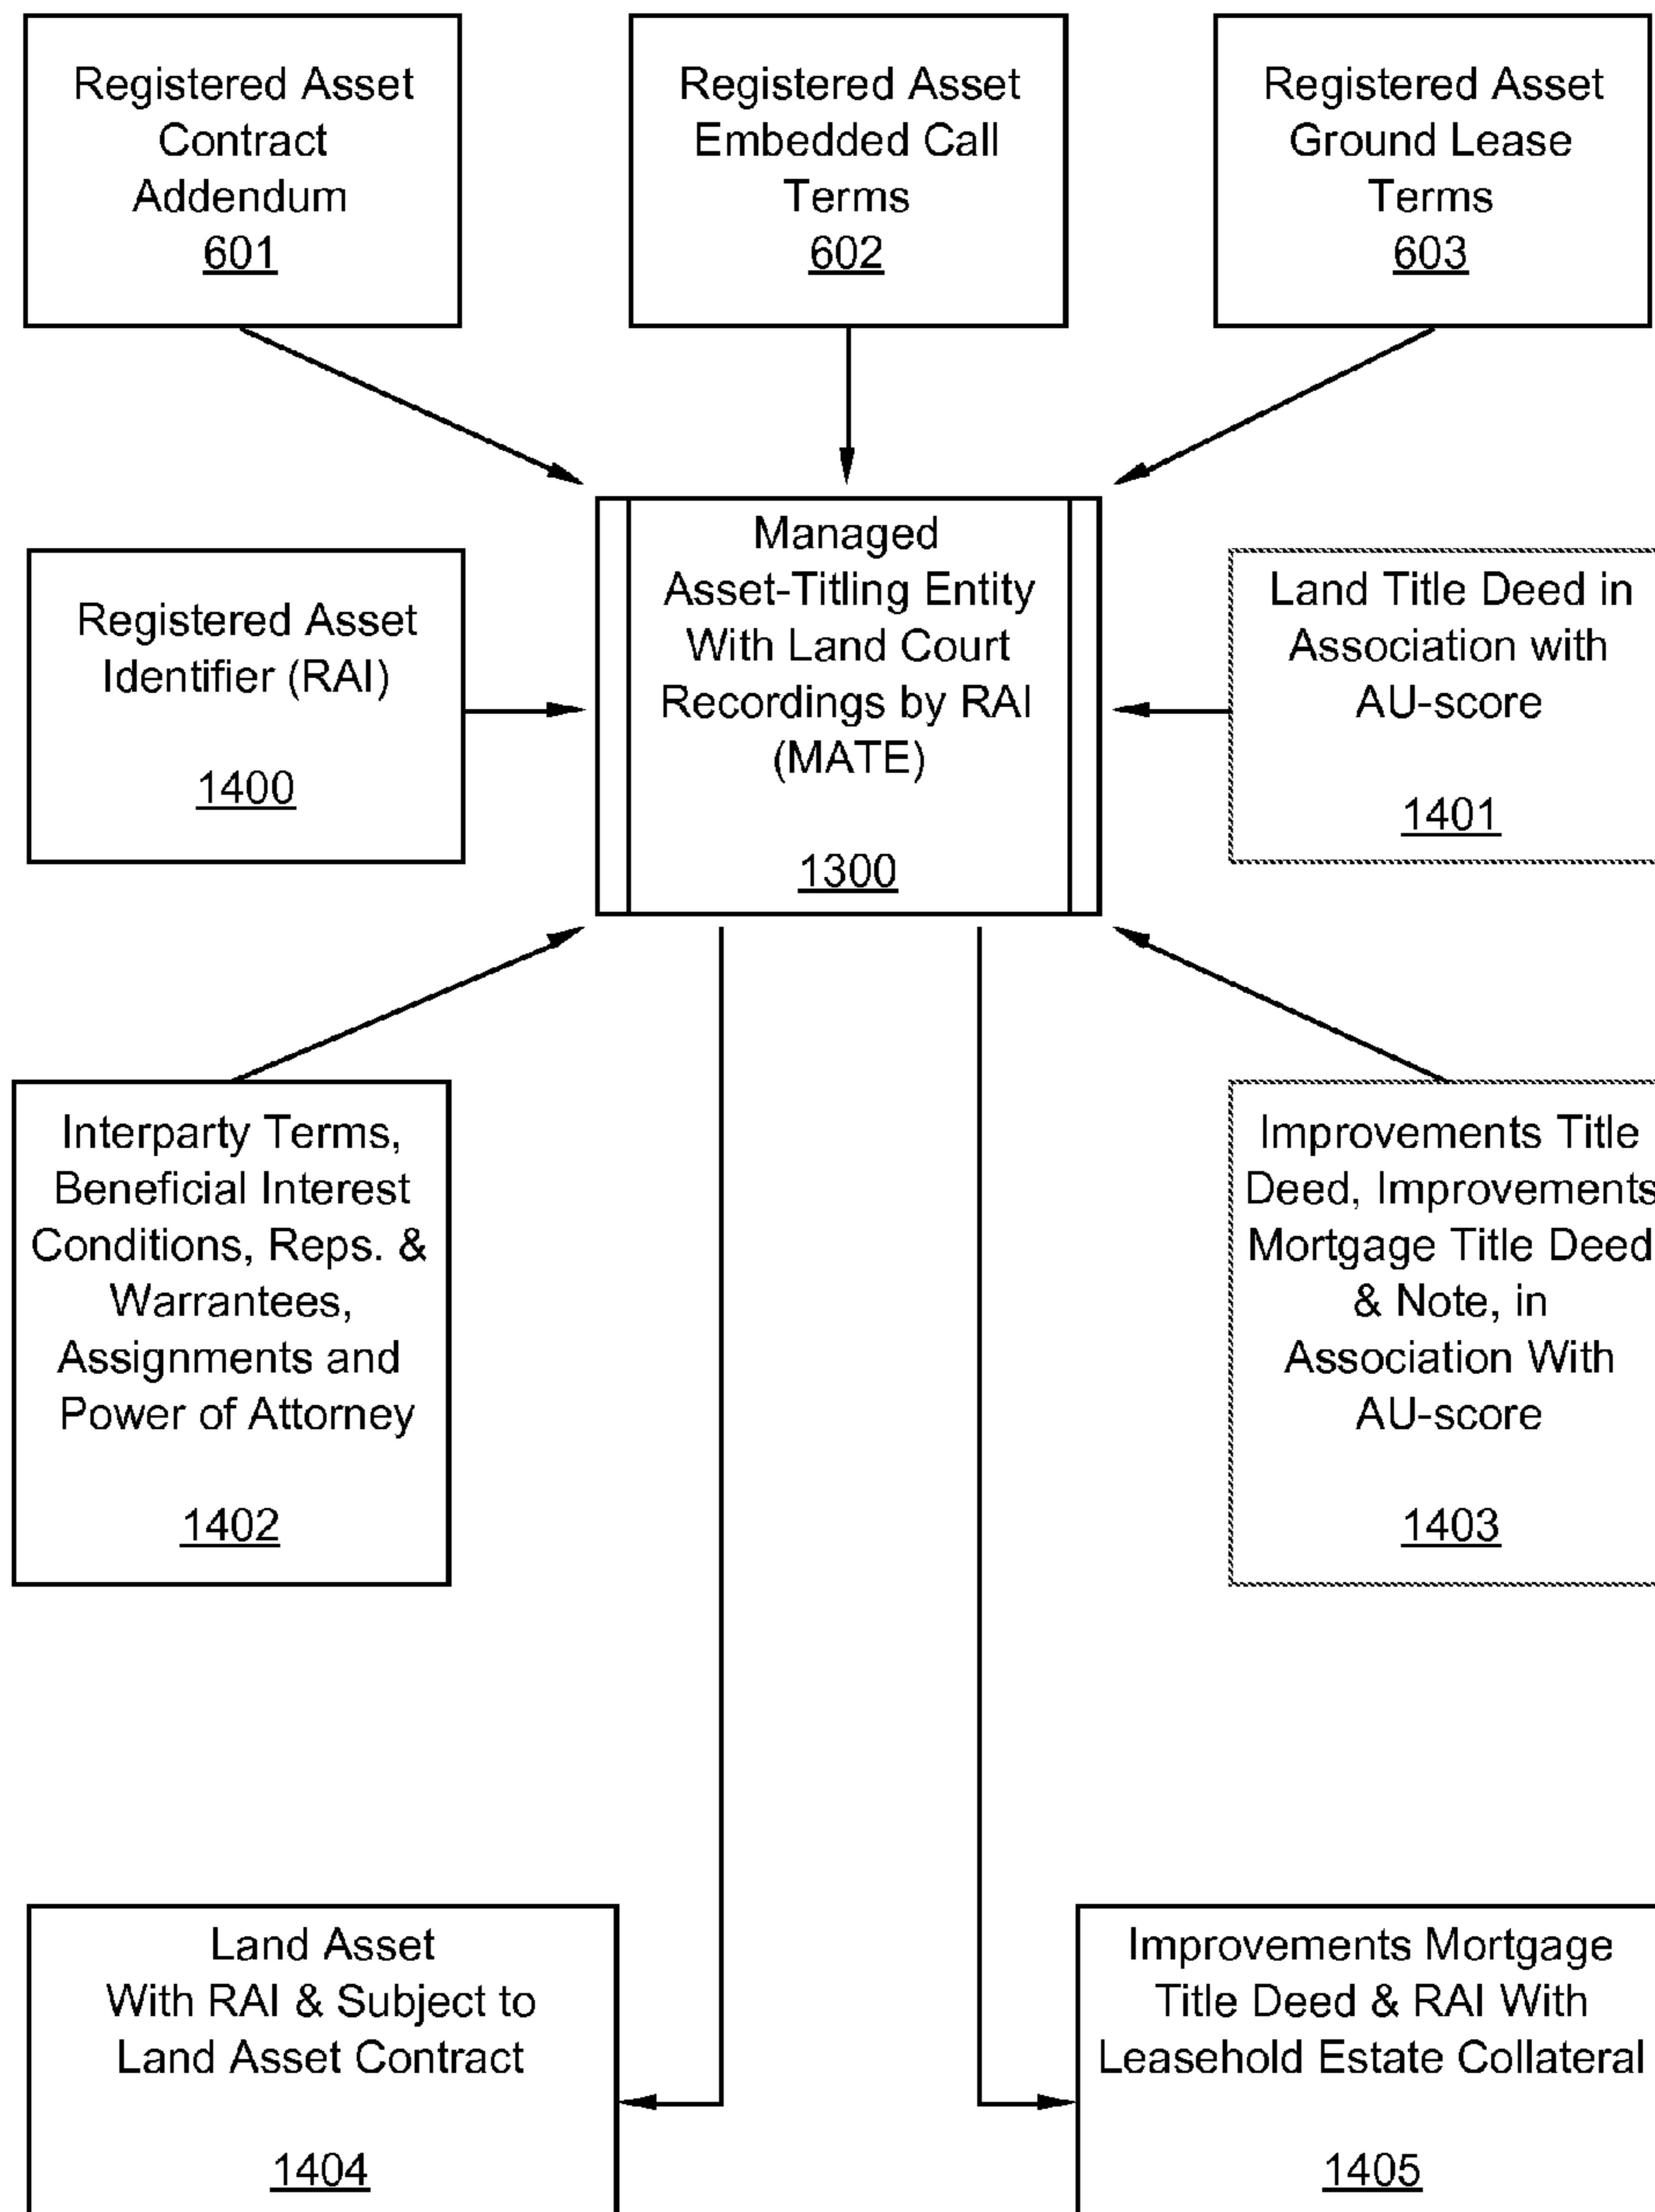 Registered Asset
Contract
Addendum
601
Registered Asset
Embedded Call
Terms
602
Registered Asset
Ground Lease
Terms
603
Registered Asset
Identifier (RAI)
1400
Managed
Asset-Titling Entity
With Land Court
Recordings by RAI
(MATE)
1300
Land Title Deed in
Association with
AU-score
1401
Interparty Terms,
Beneficial Interest
Conditions, Reps. &
Warrantees,
Assignments and
Power of Attorney
1402
Improvements Title
Deed, Improvements
Mortgage Title Deed
& Note, in
Association With
AU-score
1403
Land Asset
With RAI & Subject to
Land Asset Contract
1404
Improvements Mortgage
Title Deed & RAI With
Leasehold Estate Collateral
1405